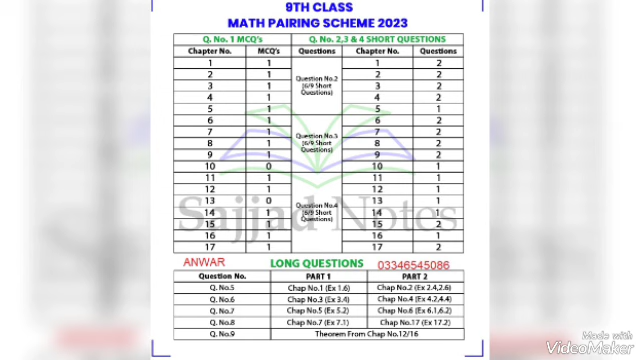 9TH CLASS
MATH PAIRING SCHEME 2023
Q. No. 1 MCQ's Q. No. 2,3 & 4 SHORT QUESTIONS
Chapter No. MCQ's Questions Chapter No. Questions
1 1 1 2
2 1 2 2
3 1 Question No.2 (6/9 Short Questions) 3 2
4 1 4 2
5 1 5 1
6 1 6 2
7 1 7 2
8 1 Question No.3 (6/9 Short Questions) 8 2
9 1 9 2
10 0 10 1
11 1 11 1
12 1 12 1
13 0 13 1
14 1 Question No.4 (6/9 Short Questions) 14 1
15 1 15 2
16 1 16 1
17 1 17 2
Sajjad Notes
ANWAR LONG QUESTIONS 03346545086
Question No. PART 1 PART 2
Q. No.5 Chap No.1 (Ex 1.6) Chap No.2 (Ex 2.4,2.6)
Q. No.6 Chap No.3 (Ex 3.4) Chap No.4 (Ex 4.2,4.4)
Q. No.7 Chap No.5 (Ex 5.2) Chap No.6 (Ex 6.1,6.2)
Q. No.8 Chap No.7 (Ex 7.1) Chap No.17 (Ex 17.2)
Q. No.9 Theorem From Chap No.12/16
Made with
VideoMaker